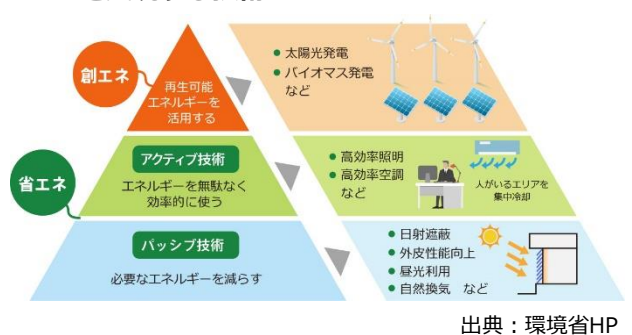 創エネ
再生可能
エネルギーを
活用する
● 太陽光発電
● バイオマス発電
など
省エネ
アクティブ技術
エネルギーを無駄なく
効率的に使う
● 高効率照明
● 高効率空調
など
人がいるエリアを
集中冷却
パッシブ技術
必要なエネルギーを減らす
● 日射遮蔽
● 外皮性能向上
● 昼光利用
● 自然換気 など
出典：環境省HP